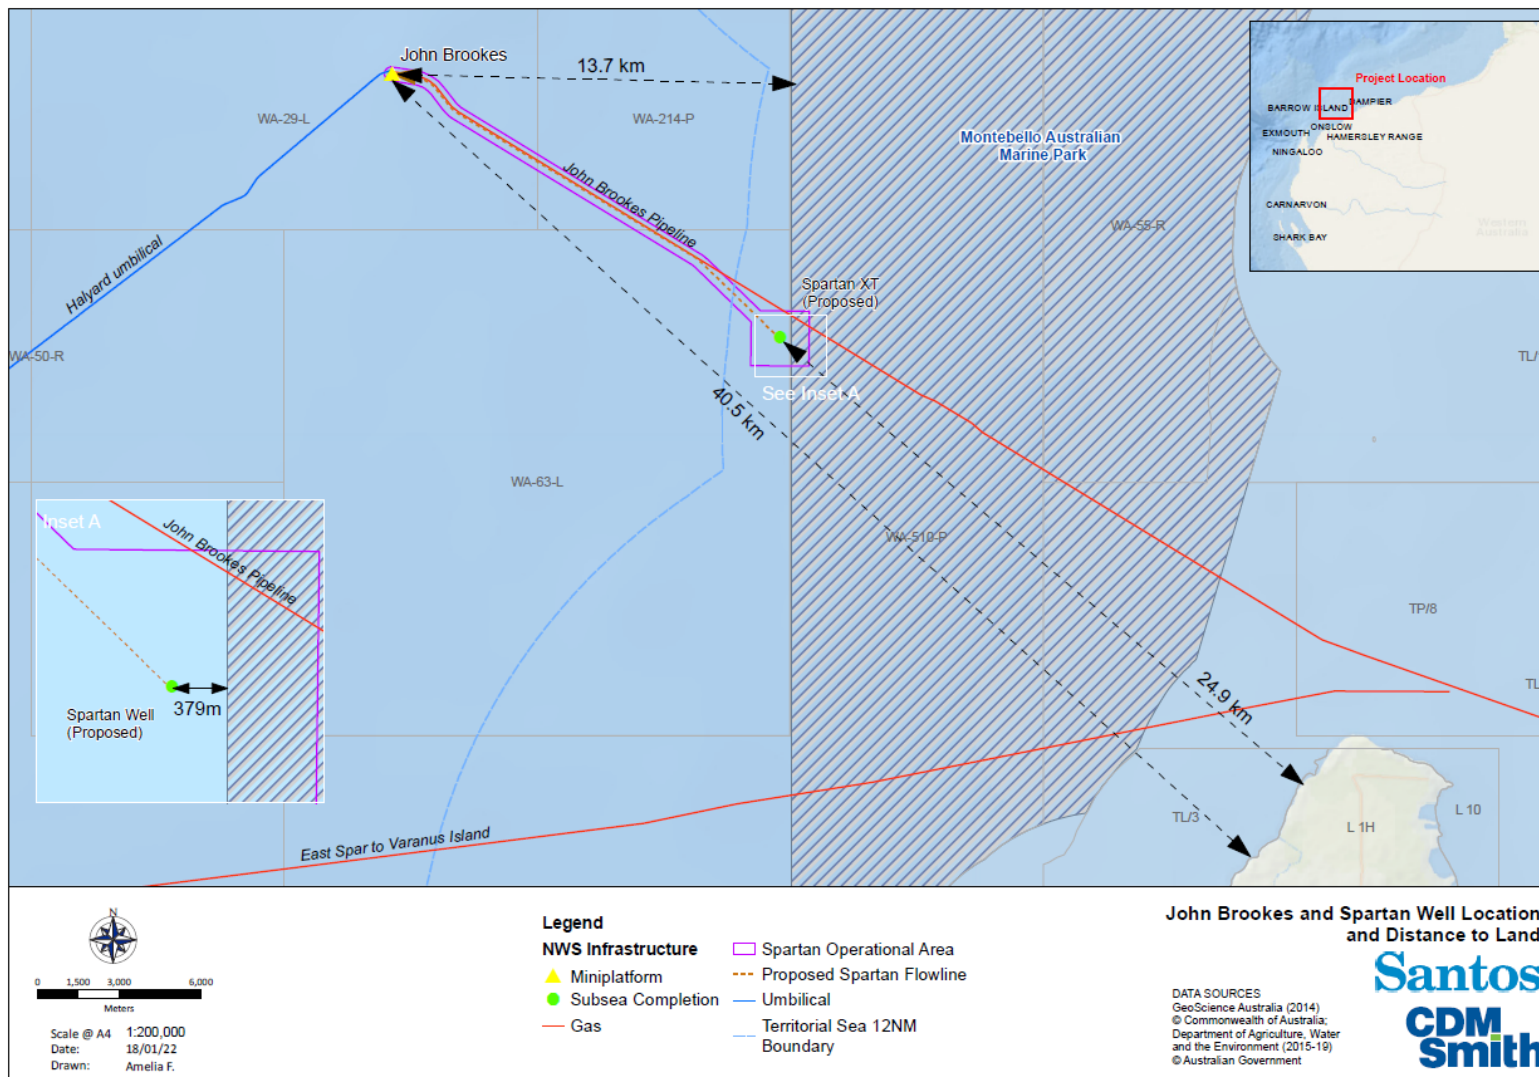 John Brookes
13.7 km
WA-29-L
WA-214-P
Montebello Australian
Marine Park
Project Location
DAMPIER
BARROW ISLAND
ONSLOW
EXMOUTH
HAMERSLEY RANGE
NINGALOO
CARNARVON
SHARK BAY
Western
Australia
John Brookes Pipeline
WA-55-R
Halyard umbilical
Spartan XT
(Proposed)
WA-50-R
TL/
See Inset A
40.5 km
WA-63-L
Inset A
John Brookes Pipeline
WA-510-P
TP/8
379m
Spartan Well
(Proposed)
24.9 km
TL
East Spar to Varanus Island
TL/3
L 1H
L 10
N
0 1,500 3,000 6,000
Meters
Scale @ A4 1:200,000
Date: 18/01/22
Drawn: Amelia F.
Legend
NWS Infrastructure
Miniplatform
Subsea Completion
Gas
Spartan Operational Area
Proposed Spartan Flowline
Umbilical
Territorial Sea 12NM
Boundary
John Brookes and Spartan Well Location
and Distance to Land
Santos
DATA SOURCES
GeoScience Australia (2014)
© Commonwealth of Australia;
Department of Agriculture, Water
and the Environment (2015-19)
© Australian Government
CDM
Smith